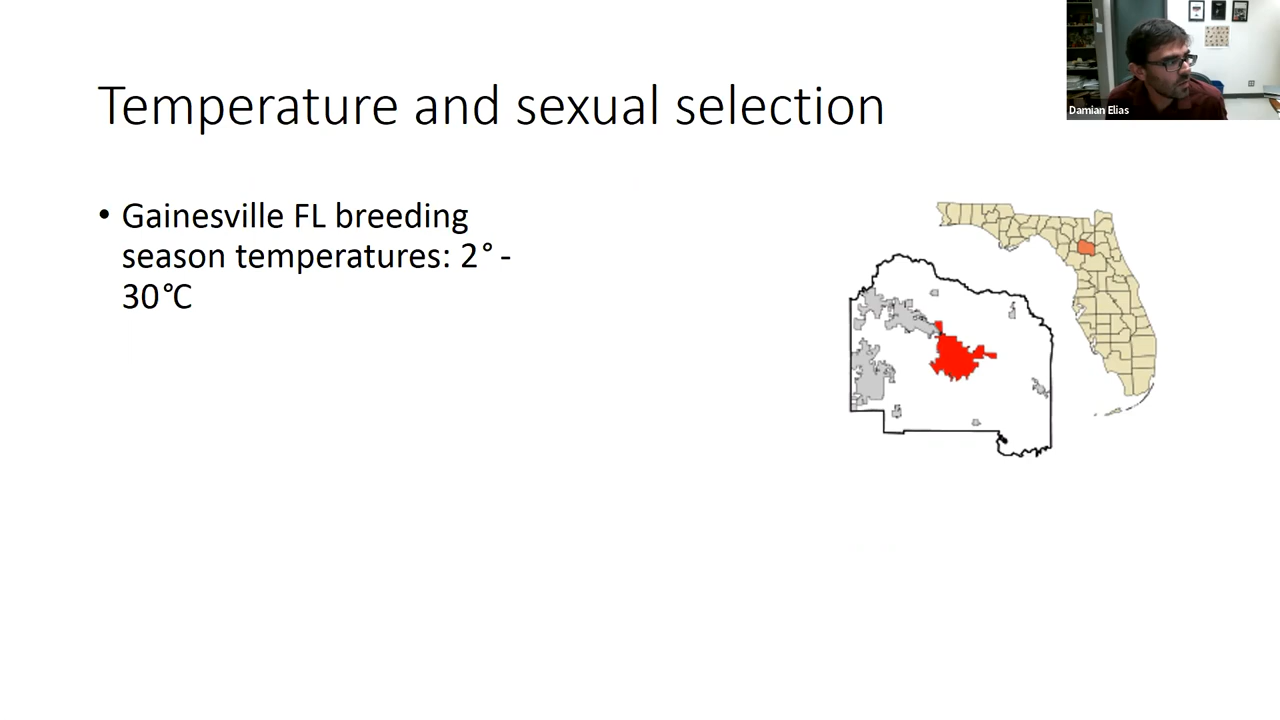 Temperature and sexual selection
Damian Elias
• Gainesville FL breeding
season temperatures: 2° -
30°C